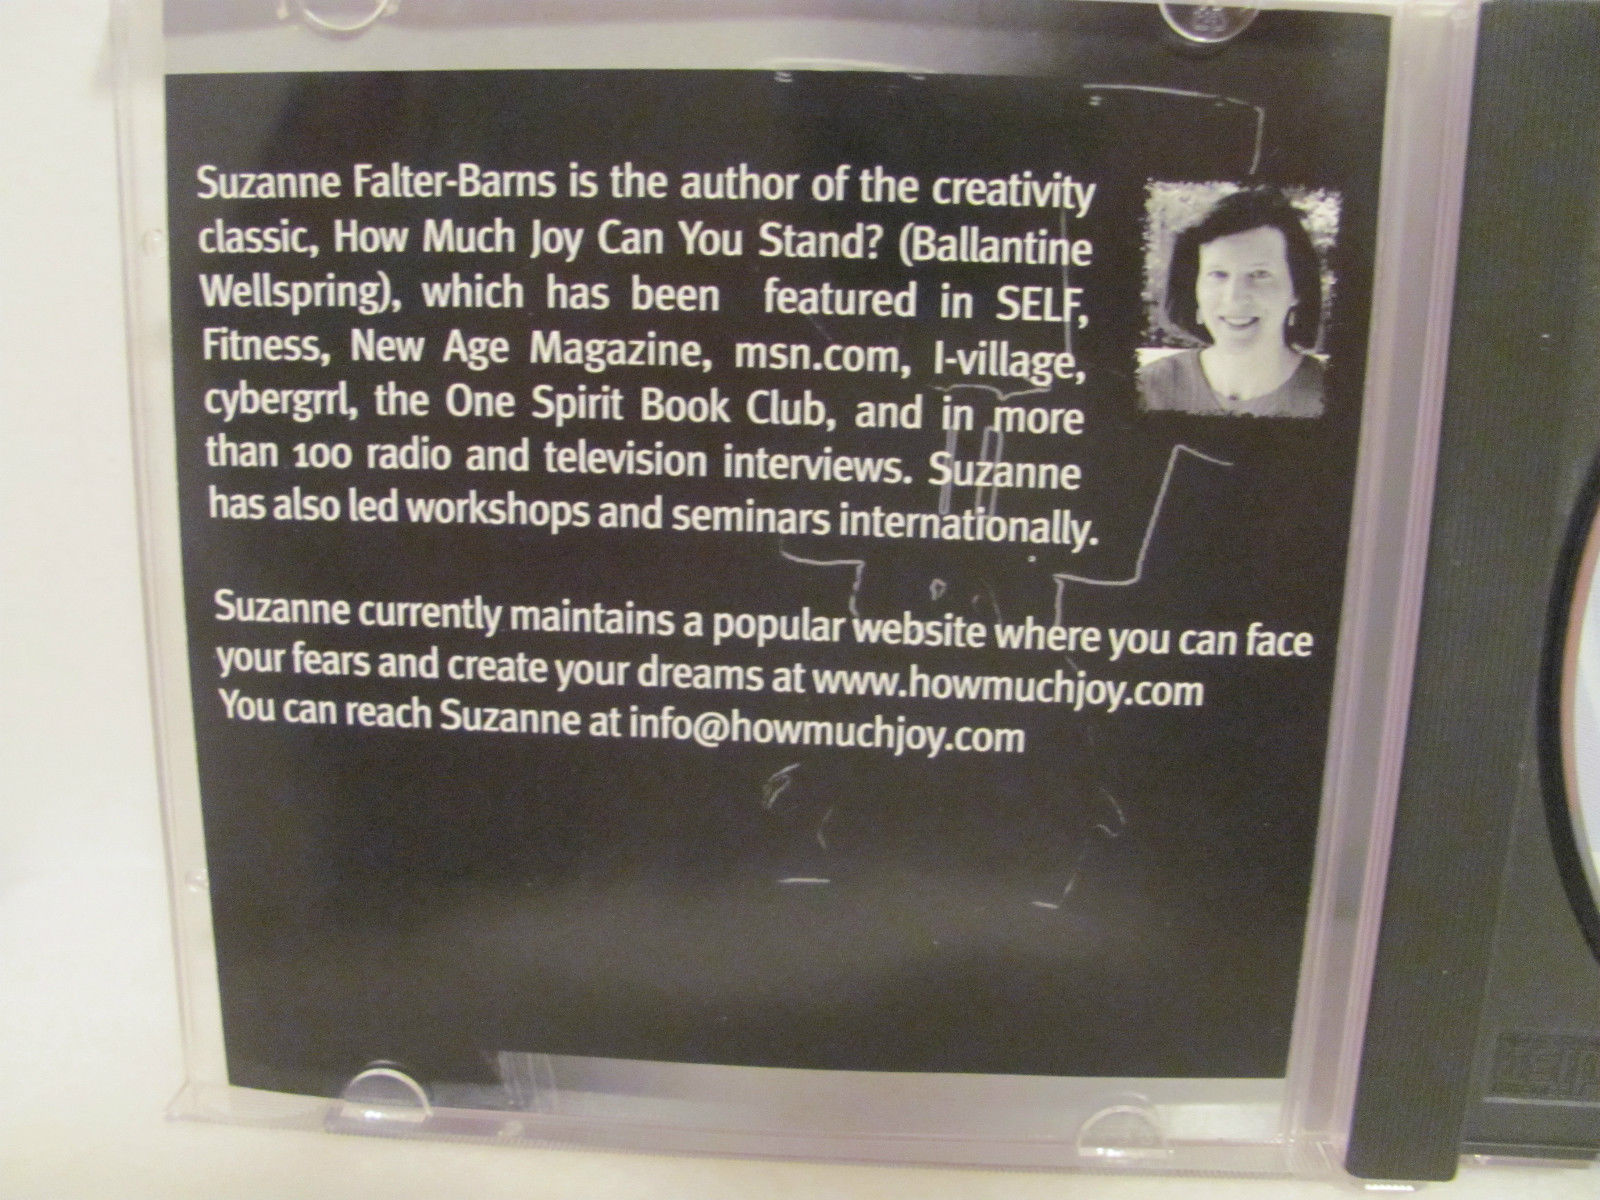 Suzanne Falter-Barns is the author of the creativity
classic, How Much Joy Can You Stand? (Ballantine
Wellspring), which has been featured in SELF,
Fitness, New Age Magazine, msn.com, I-village,
cybergrrl, the One Spirit Book Club, and in more
than 100 radio and television interviews. Suzanne
has also led workshops and seminars internationally.
Suzanne currently maintains a popular website where you can face
your fears and create your dreams at www.howmuchjoy.com
You can reach Suzanne at info@howmuchjoy.com